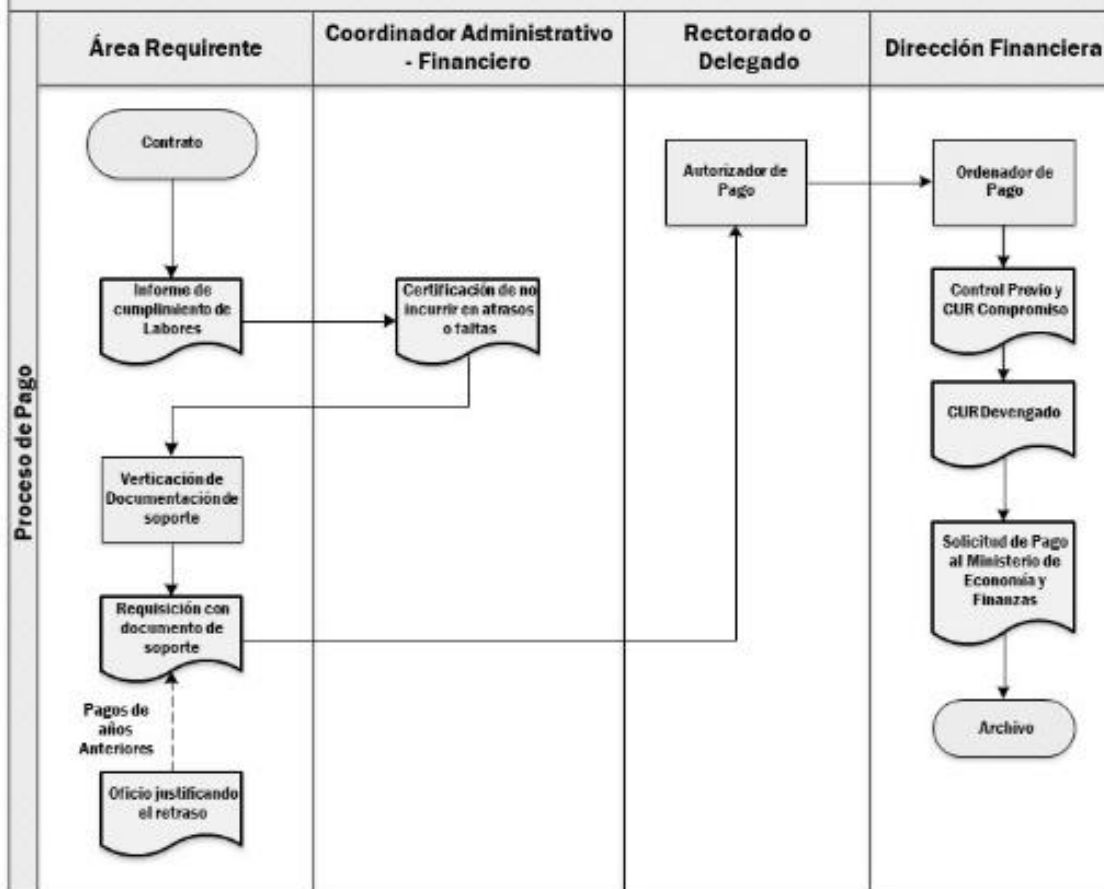 Área Requirente
Coordinador Administrativo
- Financiero
Rectorado o
Delegado
Dirección Financiera
Proceso de Pago
Contrato
Informe de
cumplimiento de
Labores
Certificación de no
incurrir en atrasos
o faltas
Verticación de
Documentación de
soporte
Requisición con
documento de
soporte
Pagos de
años
Anteriores
Oficio justificando
el retraso
Autorizador de
Pago
Ordenador de
Pago
Control Previo y
CUR Compromiso
CUR Devengado
Solicitud de Pago
al Ministerio de
Economía y
Finanzas
Archivo